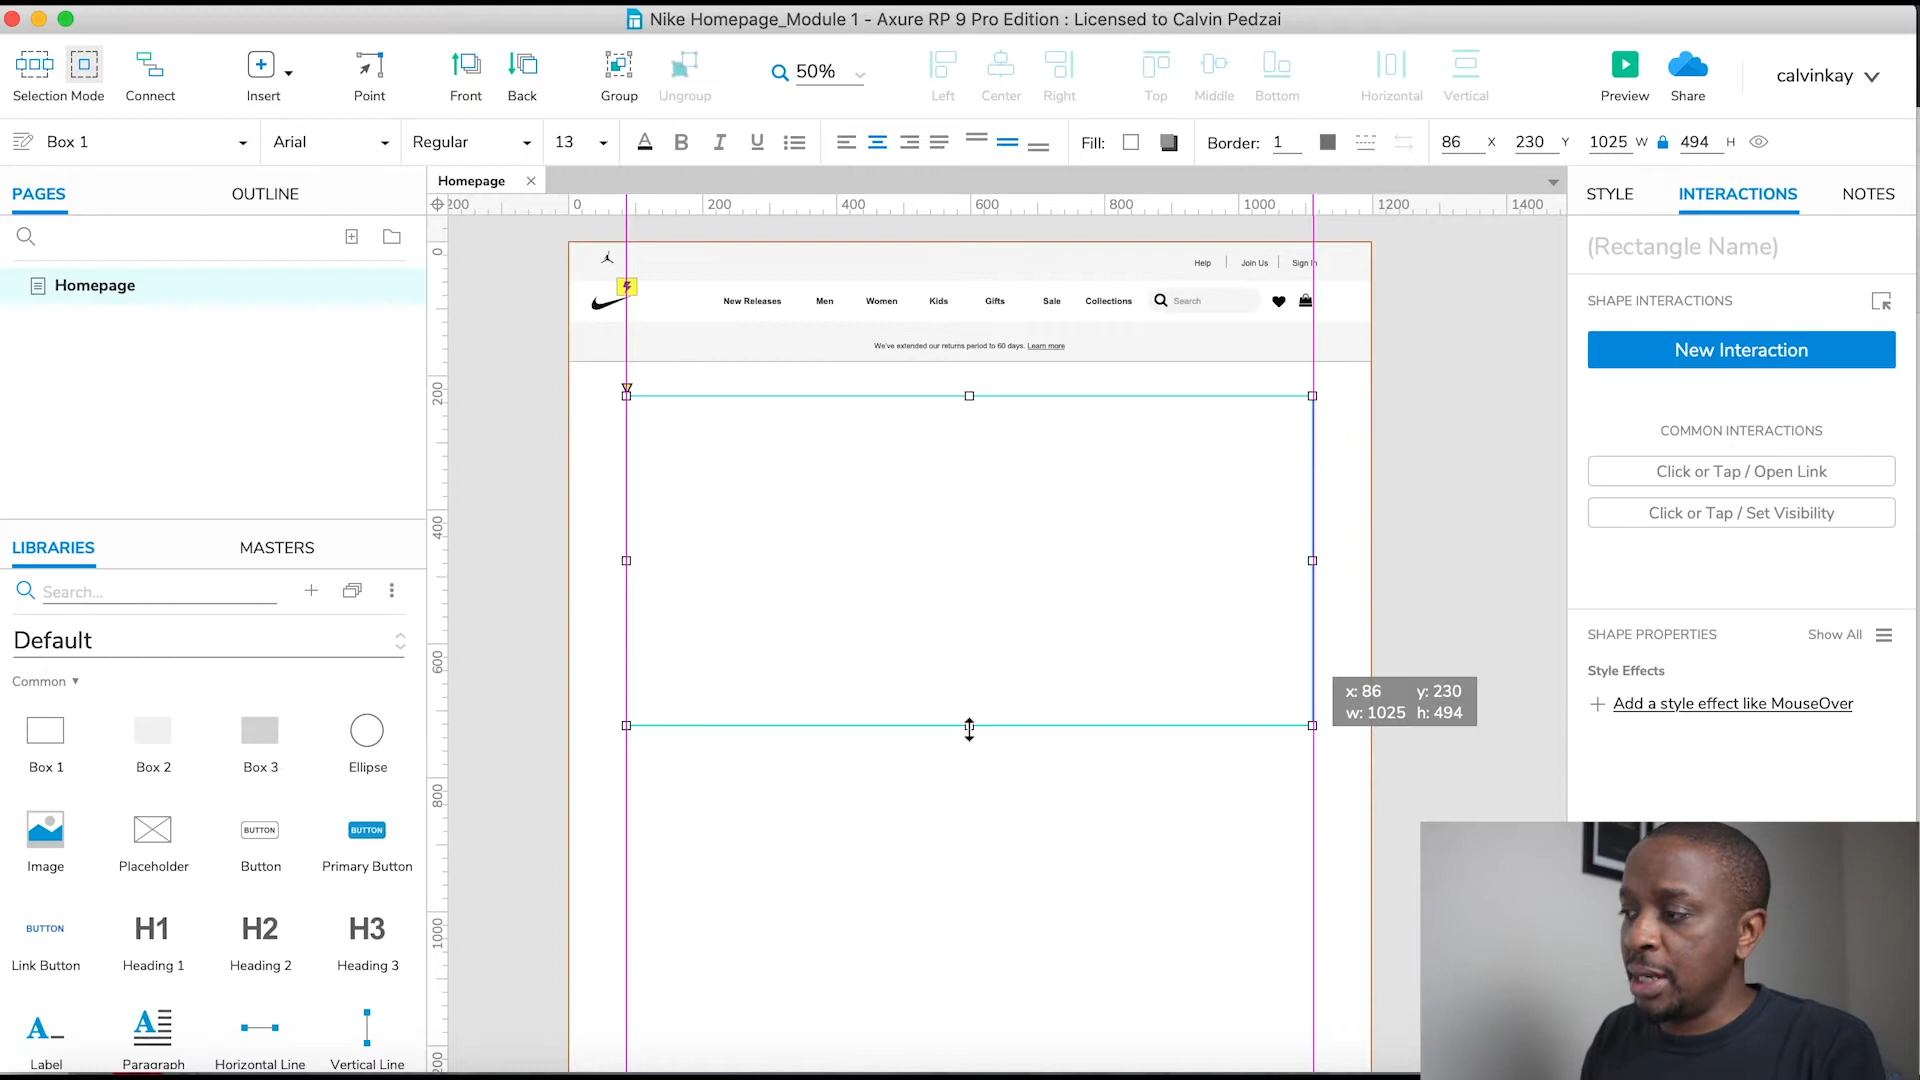 Nike Homepage_Module 1 - Axure RP 9 Pro Edition : Licensed to Calvin Pedzai
Selection Mode
Connect
Insert
Point
Front
Back
Group
Ungroup
50%
Left
Center
Right
Top
Middle
Bottom
Horizontal
Vertical
Preview
Share
calvinkay
Box 1
Arial
Regular
13
Fill:
Border: 1
86 X
230 Y
1025 W
494 H
PAGES
OUTLINE
Homepage
200 0 200 400 600 800 1000 1200 1400
STYLE
INTERACTIONS
NOTES
Homepage
(Rectangle Name)
SHAPE INTERACTIONS
New Interaction
COMMON INTERACTIONS
Click or Tap / Open Link
Click or Tap / Set Visibility
SHAPE PROPERTIES
Show All
Style Effects
Add a style effect like MouseOver
0
200
400
600
800
1000
Help
Join Us
Sign In
New Releases
Men
Women
Kids
Gifts
Sale
Collections
Search
We've extended our returns period to 60 days. Learn more
x: 86 y: 230
w: 1025 h: 494
LIBRARIES
MASTERS
Search...
Default
Common
Box 1
Box 2
Box 3
Ellipse
Image
Placeholder
BUTTON
Button
BUTTON
Primary Button
BUTTON
Link Button
H1
Heading 1
H2
Heading 2
H3
Heading 3
A
Label
A
Paragraph
Horizontal Line
Vertical Line